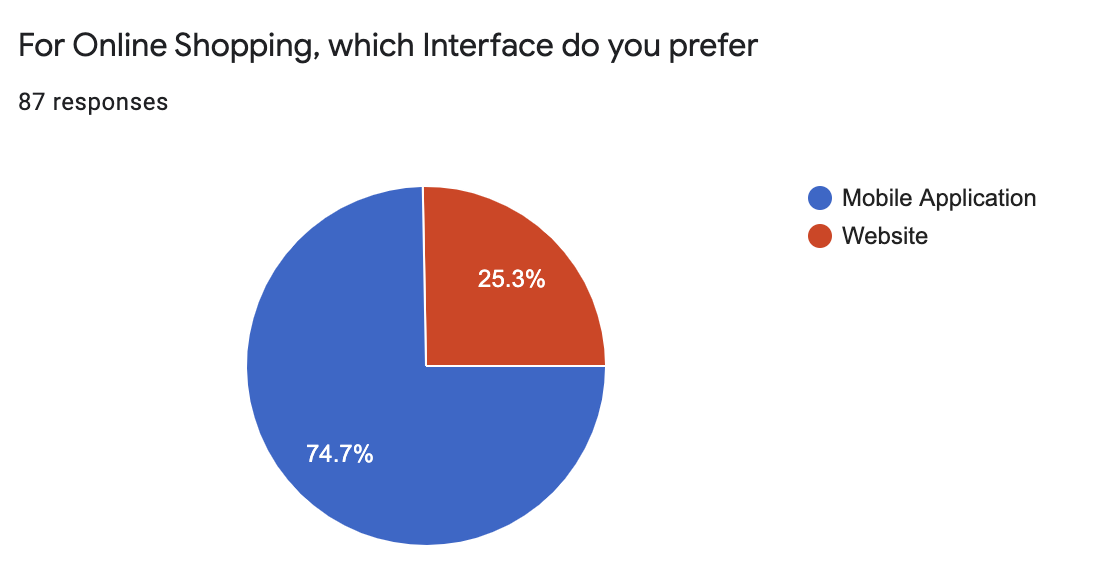 For Online Shopping, which Interface do you prefer
87 responses
Mobile Application
Website
25.3%
74.7%